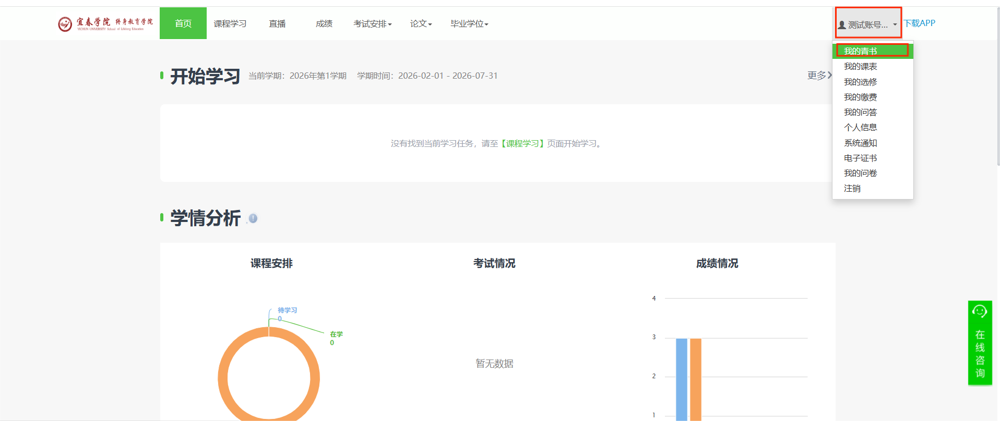 宜春学院 终身教育学院
YICHUN UNIVERSITY School of Lifelong Education
首页 课程学习 直播 成绩 考试安排 论文 毕业学位 测试账号... 下载APP
我的青书
我的课表
我的选修
我的缴费
我的问答
个人信息
系统通知
电子证书
我的问卷
注销
开始学习 当前学期：2026年第1学期 学期时间：2026-02-01 - 2026-07-31 更多
没有找到当前学习任务，请至【课程学习】页面开始学习。
学情分析
课程安排 考试情况 成绩情况
待学习
0
在学
0
暂无数据
4
3
2
1
在线咨询